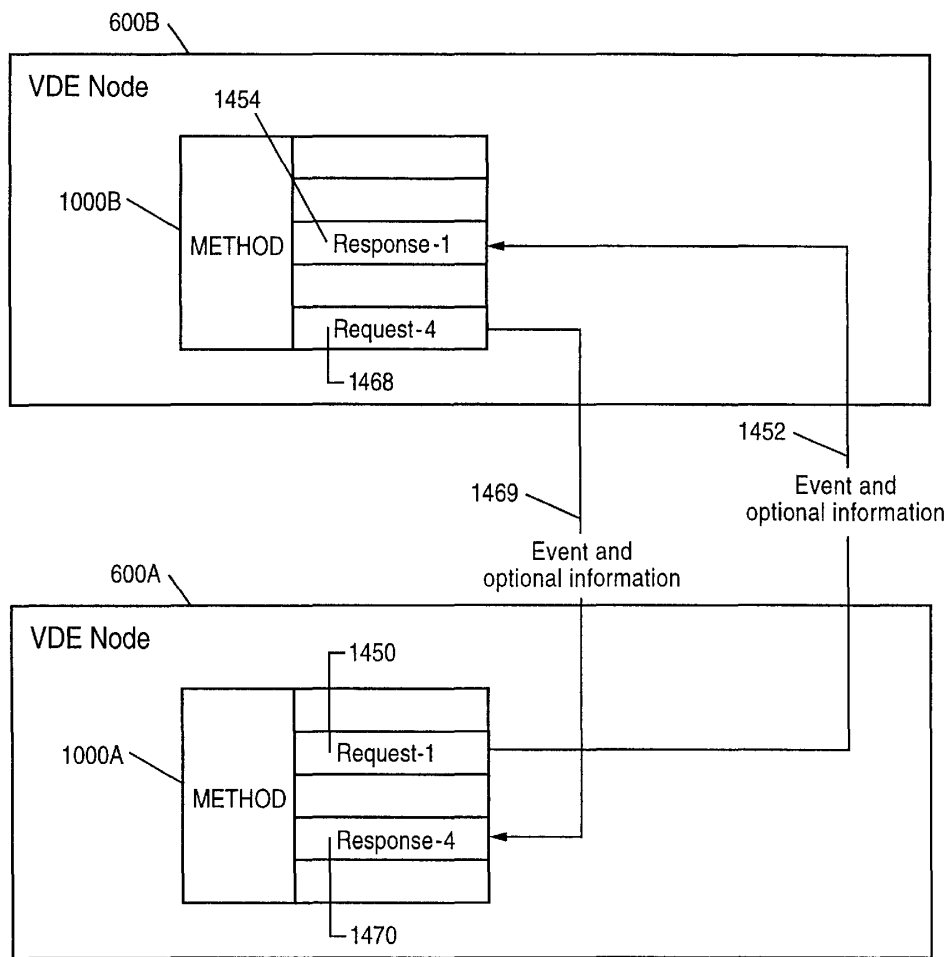 600B
VDE Node
1454
1000B
METHOD
Response-1
Request-4
1468
1452
Event and
optional information
1469
Event and
optional information
600A
VDE Node
1450
1000A
Request-1
METHOD
Response-4
1470